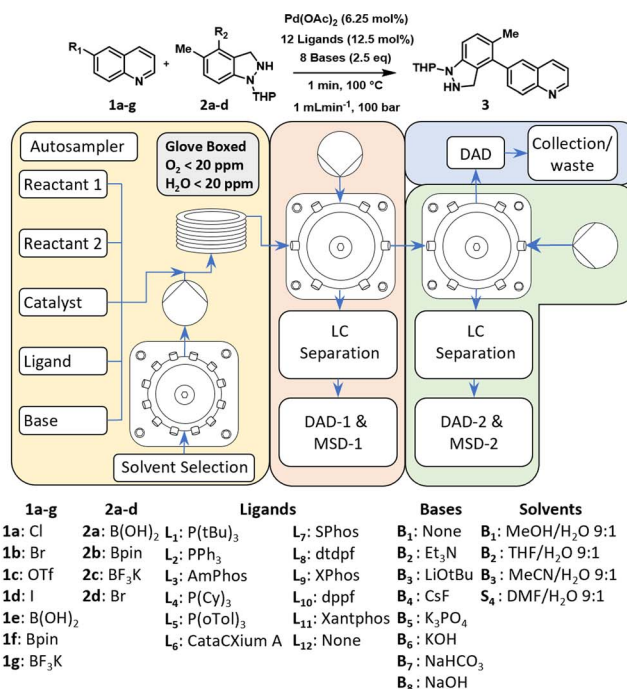 Pd(OAc)₂ (6.25 mol%)
12 Ligands (12.5 mol%)
8 Bases (2.5 eq)
1 min, 100 °C
1 mLmin⁻¹, 100 bar
R₁
N
1a-g
+
R₂
Me
NH
N
THP
2a-d
Me
THP-N
HN
N
3
Autosampler
Reactant 1
Reactant 2
Catalyst
Ligand
Base
Glove Boxed
O₂ < 20 ppm
H₂O < 20 ppm
Solvent Selection
LC
Separation
DAD-1 &
MSD-1
DAD
Collection/
waste
LC
Separation
DAD-2 &
MSD-2
1a-g
1a: Cl
1b: Br
1c: OTf
1d: I
1e: B(OH)₂
1f: Bpin
1g: BF₃K
2a-d
2a: B(OH)₂
2b: Bpin
2c: BF₃K
2d: Br
Ligands
L₁: P(tBu)₃
L₂: PPh₃
L₃: AmPhos
L₄: P(Cy)₃
L₅: P(oTol)₃
L₆: CataCXium A
L₇: SPhos
L₈: dtdpf
L₉: XPhos
L₁₀: dppf
L₁₁: Xantphos
L₁₂: None
Bases
B₁: None
B₂: Et₃N
B₃: LiOtBu
B₄: CsF
B₅: K₃PO₄
B₆: KOH
B₇: NaHCO₃
B₈: NaOH
Solvents
B₁: MeOH/H₂O 9:1
B₂: THF/H₂O 9:1
B₃: MeCN/H₂O 9:1
S₄: DMF/H₂O 9:1